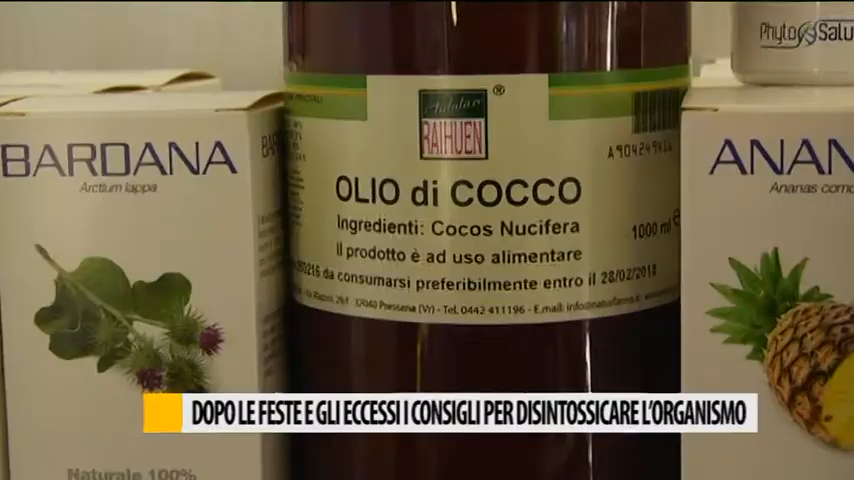 BARDANA
Arctium lappa
Naturale 100%
RAIHUEN
®
A904249614
OLIO di COCCO
Ingredienti: Cocos Nucifera
1000 ml e
Il prodotto è ad uso alimentare
da consumarsi preferibilmente entro il 28/02/2018
37040 Pressana (Vr) - Tel. 0442 411196 - E.mail:
Phyto Salu
ANAN
Ananas como
DOPO LE FESTE E GLI ECCESSI I CONSIGLI PER DISINTOSSICARE L'ORGANISMO